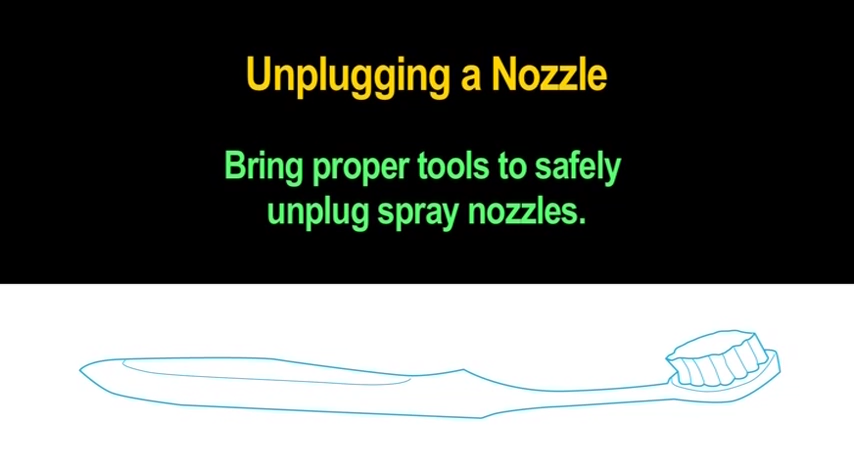 Unplugging a Nozzle
Bring proper tools to safely
unplug spray nozzles.